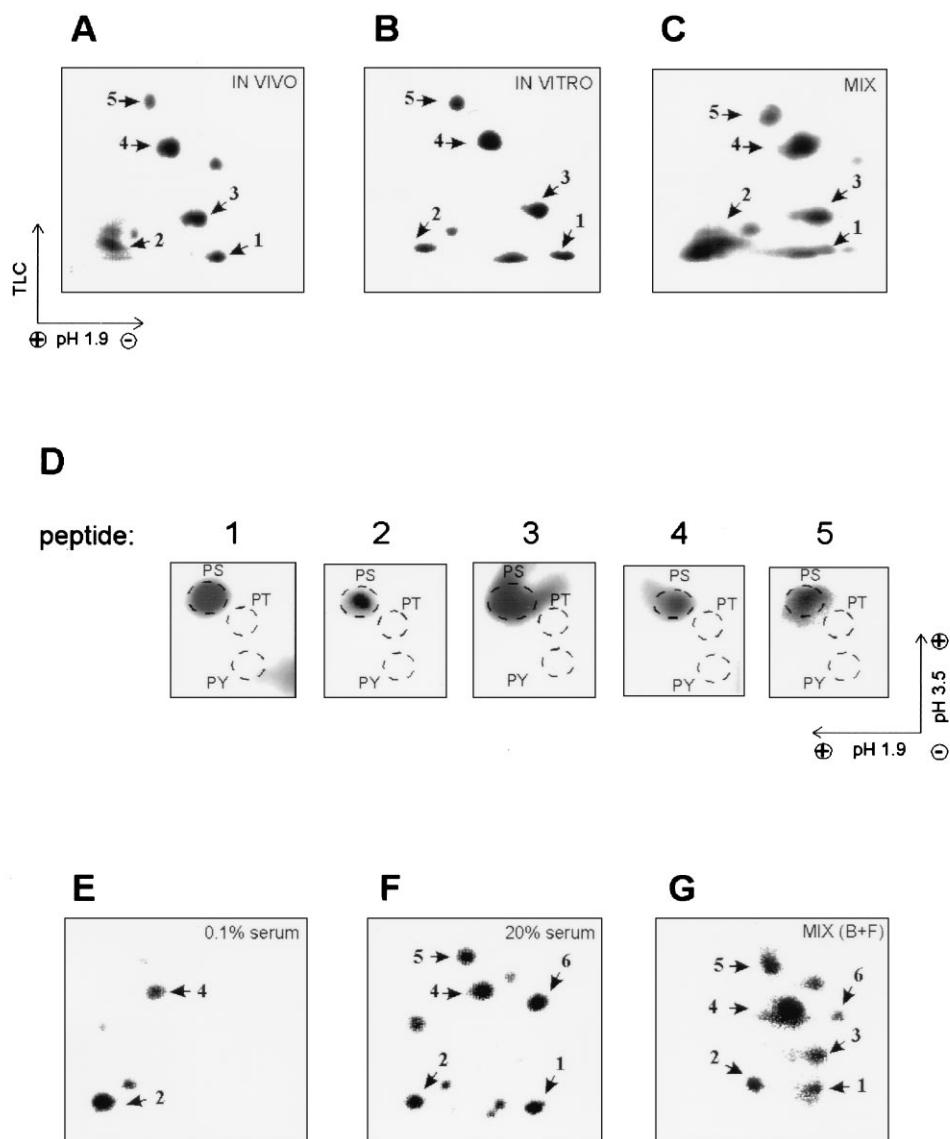 A B C
IN VIVO IN VITRO MIX
5 5 5
4 4 4
3 3 3
2 2 2
1 1 1
TLC
⊕ pH 1.9 ⊖
D
peptide: 1 2 3 4 5
PS PS PS PS PS
PT PT PT PT PT
PY PY PY PY PY
pH 3.5 ⊕
⊕ pH 1.9 ⊖
E F G
0.1% serum 20% serum MIX (B+F)
4 5 5
2 4 4
6 6
2 3
1 2
1